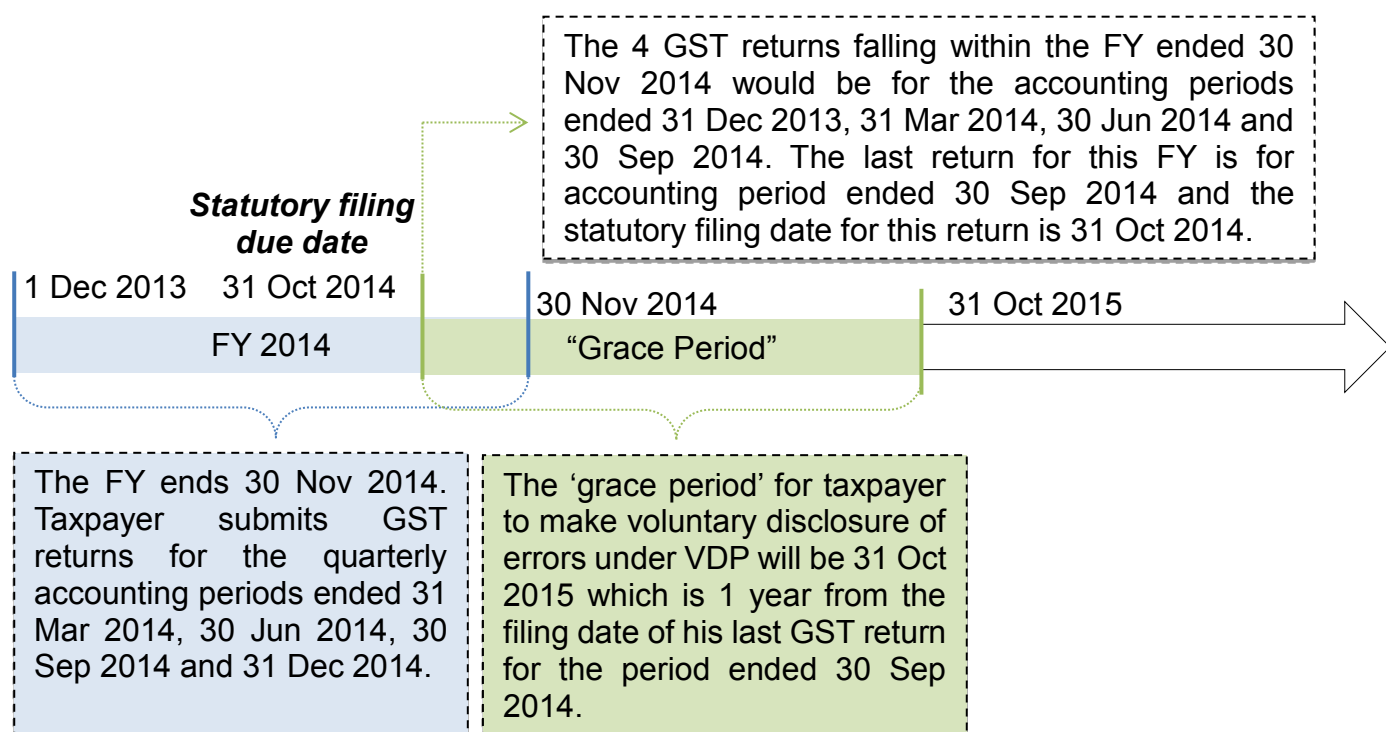 The 4 GST returns falling within the FY ended 30
Nov 2014 would be for the accounting periods
ended 31 Dec 2013, 31 Mar 2014, 30 Jun 2014 and
30 Sep 2014. The last return for this FY is for
accounting period ended 30 Sep 2014 and the
statutory filing date for this return is 31 Oct 2014.
Statutory filing
due date
1 Dec 2013
31 Oct 2014
30 Nov 2014
31 Oct 2015
FY 2014
“Grace Period”
The FY ends 30 Nov 2014.
Taxpayer submits GST
returns for the quarterly
accounting periods ended 31
Mar 2014, 30 Jun 2014, 30
Sep 2014 and 31 Dec 2014.
The ‘grace period’ for taxpayer
to make voluntary disclosure of
errors under VDP will be 31 Oct
2015 which is 1 year from the
filing date of his last GST return
for the period ended 30 Sep
2014.